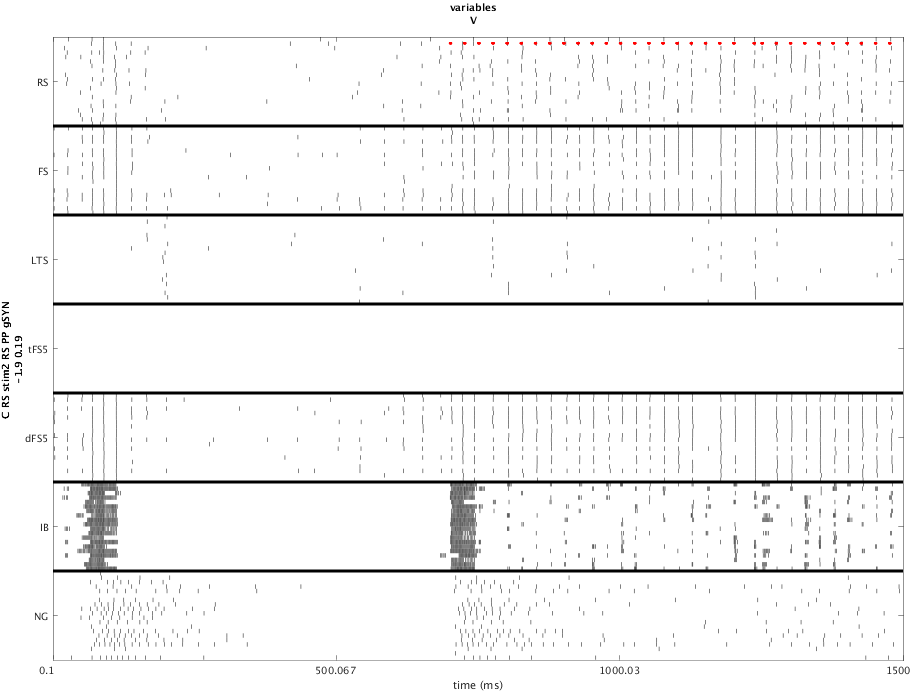 variables
V
RS
FS
LTS
tFS5
dFS5
IB
NG
C RS stim2 RS PP gSYN
-1.9 0.19
0.1
500.067
1000.03
1500
time (ms)